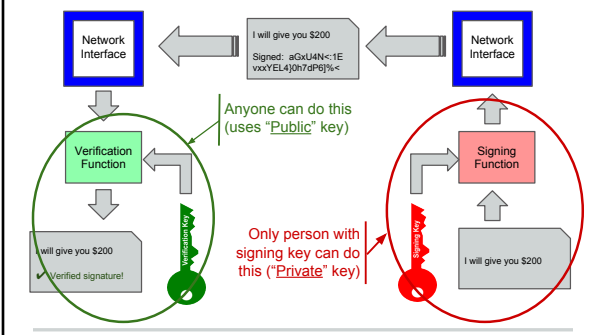 Network
Interface
I will give you $200
Signed: aGxU4N<:1E
vxxYEL4}0h7dP6]%<
Network
Interface
Anyone can do this
(uses “Public” key)
Verification
Function
Signing
Function
Verification Key
Signing Key
Only person with
signing key can do
this (“Private” key)
I will give you $200
✔ Verified signature!
I will give you $200